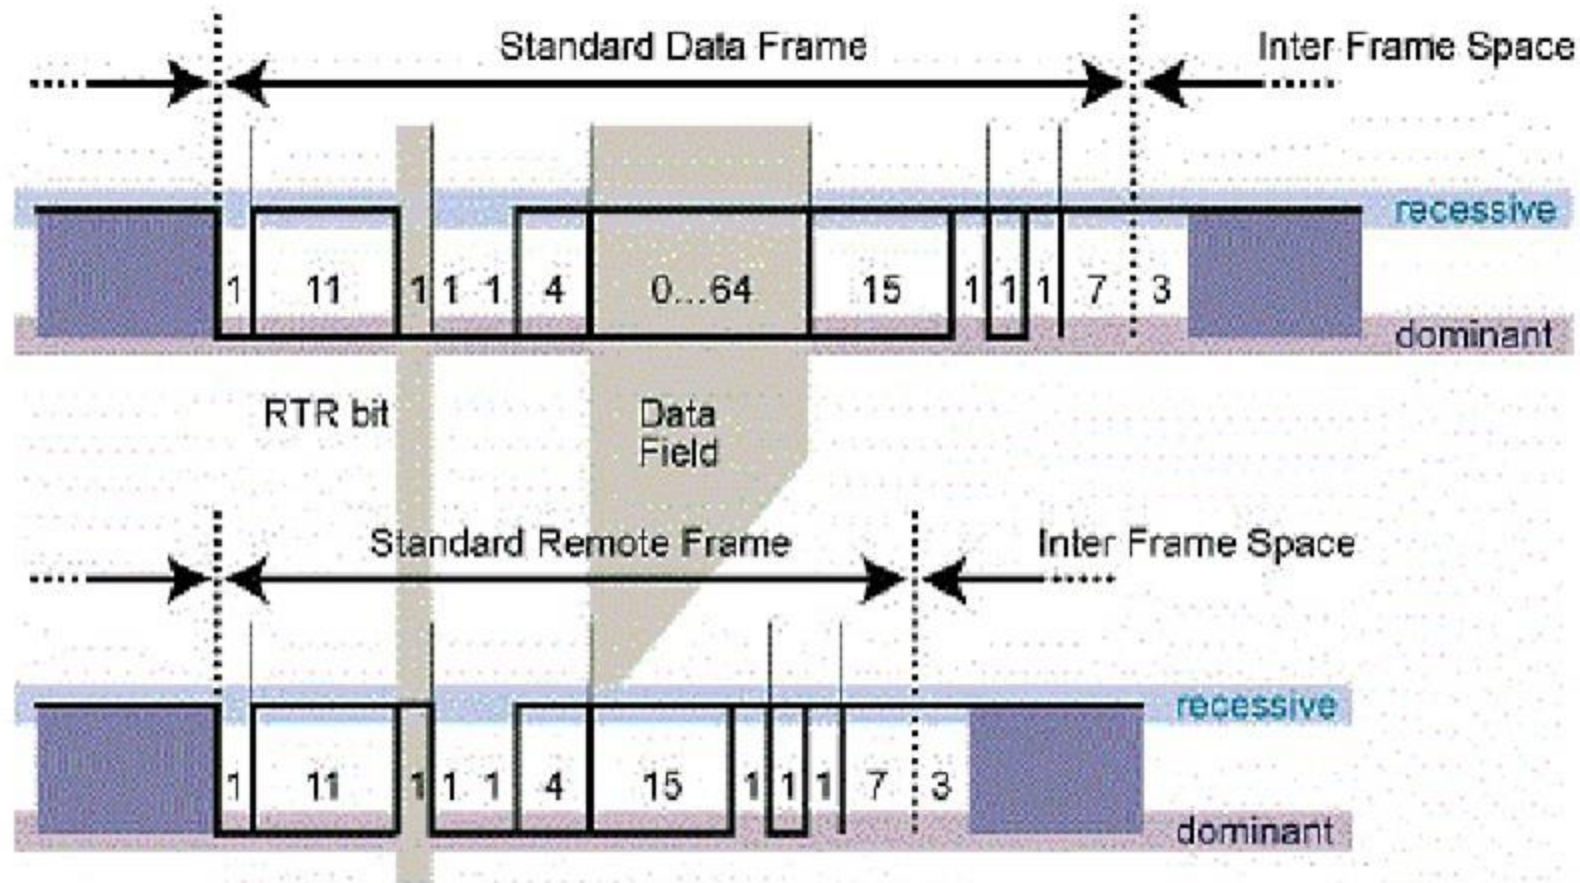 Standard Data Frame Inter Frame Space
recessive
1 11 1 1 1 4 0...64 15 1 1 1 7 3
dominant
RTR bit Data
Field
Standard Remote Frame Inter Frame Space
recessive
1 11 1 1 1 4 15 1 1 1 7 3
dominant